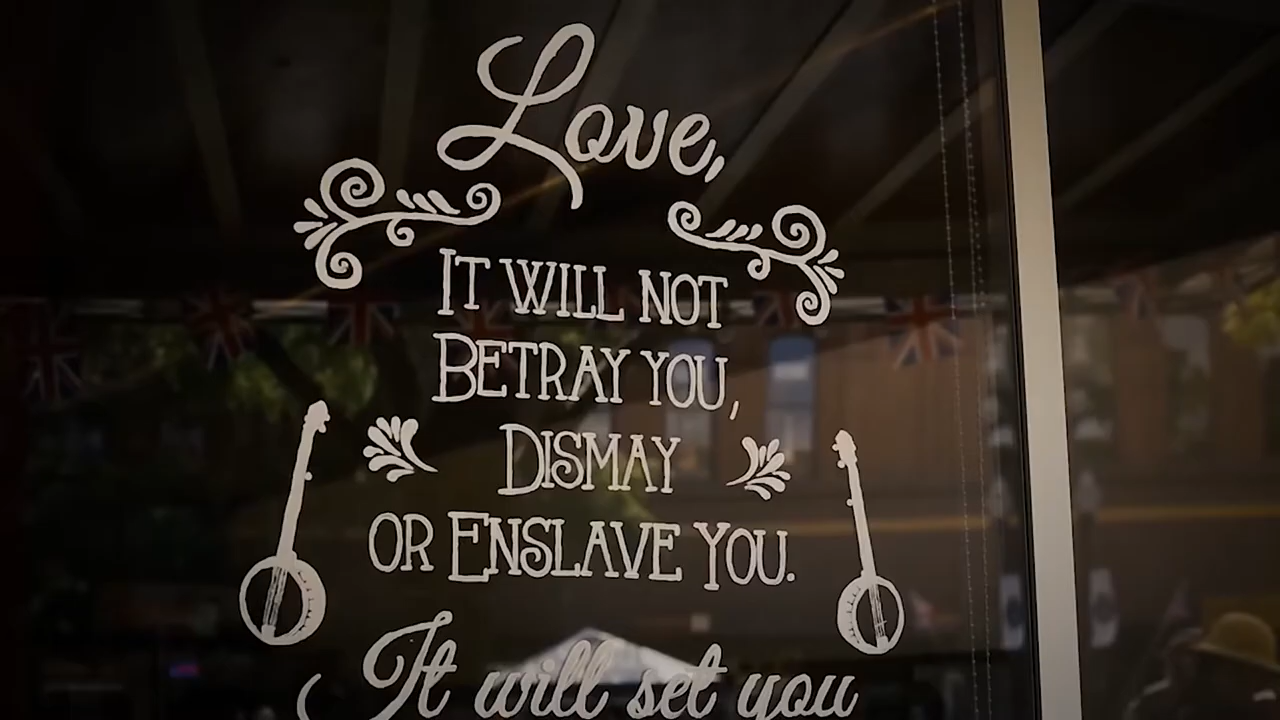 Love,
IT WILL NOT
BETRAY YOU,
DISMAY
OR ENSLAVE YOU.
It will set you